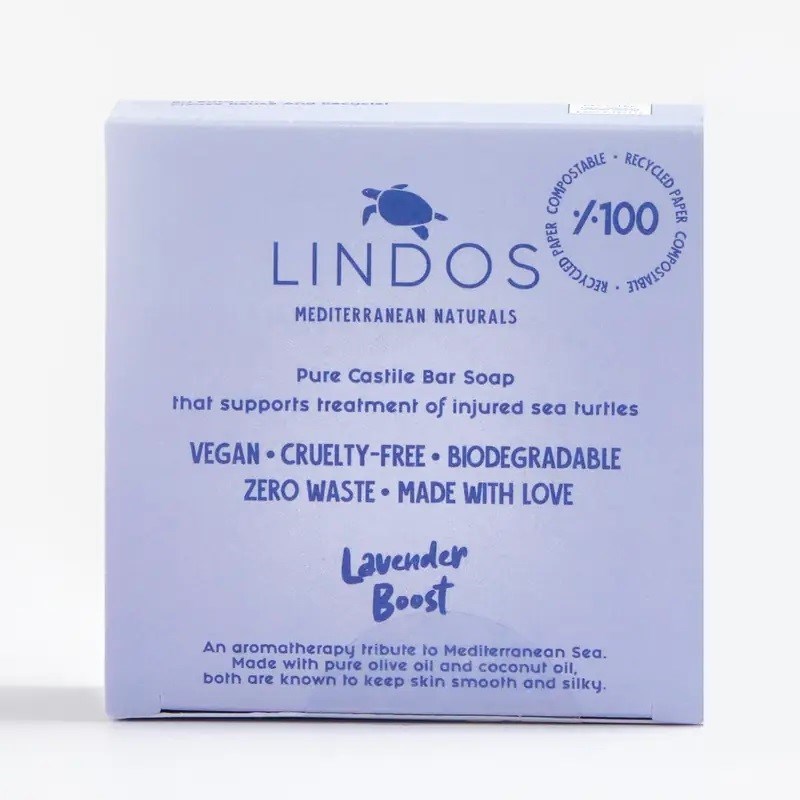 LINDOS
MEDITERRANEAN NATURALS
COMPOSTABLE • RECYCLED PAPER COMPOSTABLE • RECYCLED PAPER
٪100
Pure Castile Bar Soap
that supports treatment of injured sea turtles
VEGAN • CRUELTY-FREE • BIODEGRADABLE
ZERO WASTE • MADE WITH LOVE
Lavender
Boost
An aromatherapy tribute to Mediterranean Sea.
Made with pure olive oil and coconut oil,
both are known to keep skin smooth and silky.